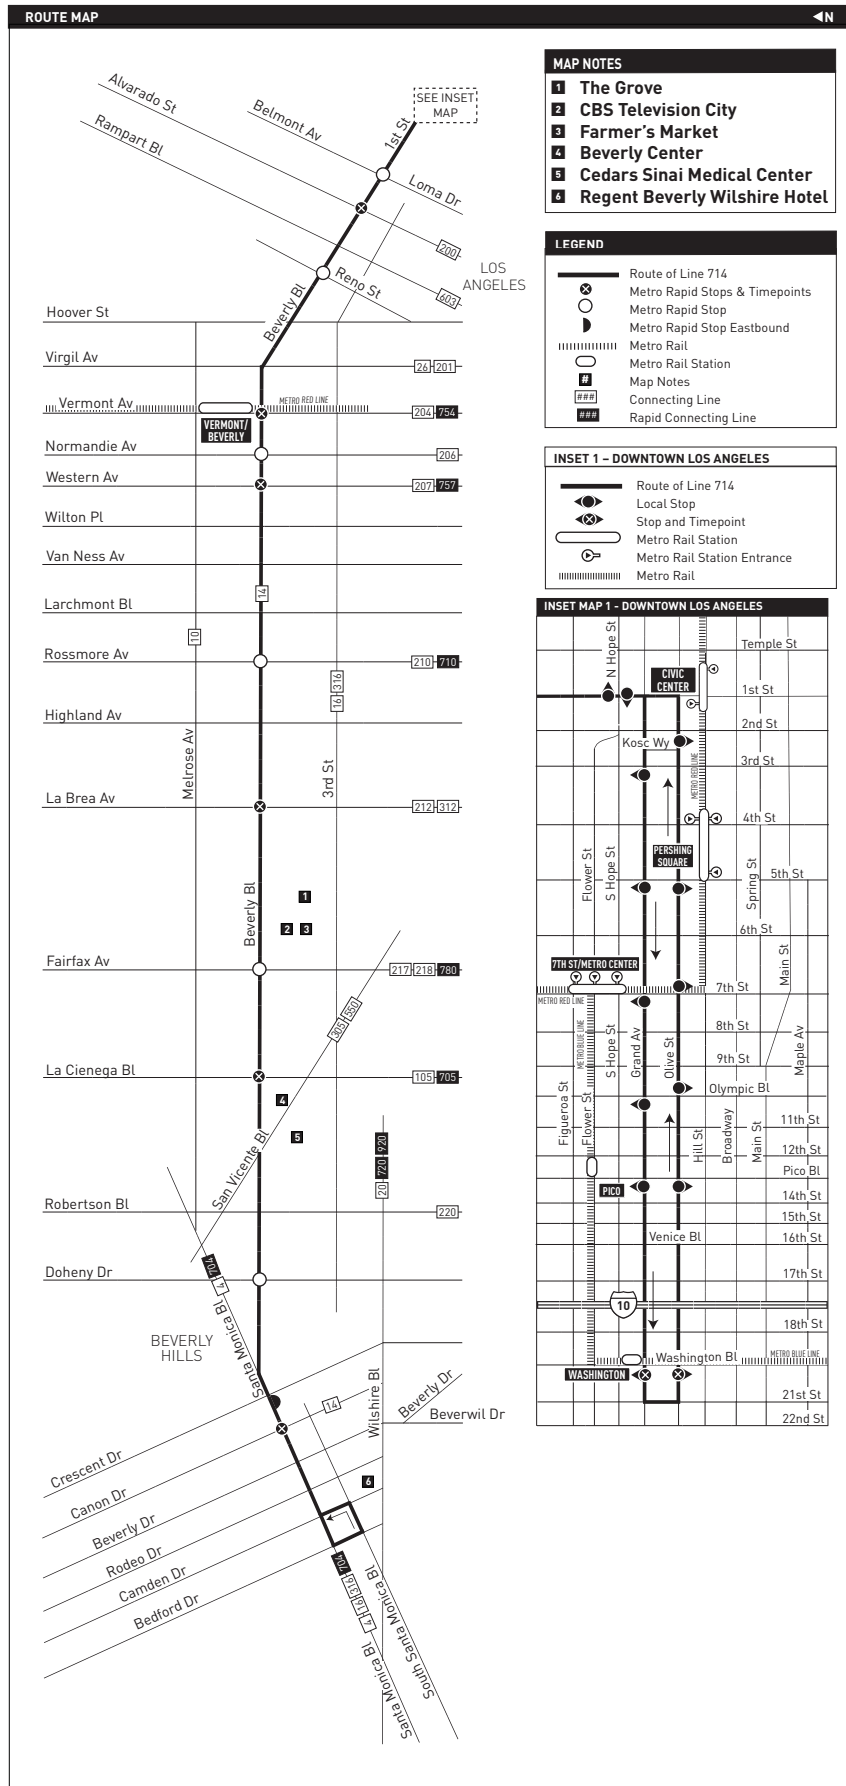 ROUTE MAP
N
Alvarado St
Belmont Av
SEE INSET
MAP
1st St
Rampart Bl
Loma Dr
200
LOS
ANGELES
Reno St
603
Beverly Bl
Hoover St
Virgil Av
26 201
Vermont Av
METRO RED LINE
204 754
VERMONT/
BEVERLY
Normandie Av
206
Western Av
207 757
Wilton Pl
Van Ness Av
14
Larchmont Bl
10
Rossmore Av
210 710
16 316
Highland Av
Melrose Av
3rd St
La Brea Av
212 312
Beverly Bl
1
2 3
Fairfax Av
217 218 780
305 550
La Cienega Bl
105 705
4
5
San Vicente Bl
20 720 920
Robertson Bl
220
704 4
Doheny Dr
BEVERLY
HILLS
Santa Monica Bl
14
Wilshire Bl
Beverly Dr
Beverwil Dr
Crescent Dr
6
Canon Dr
Beverly Dr
Rodeo Dr
Camden Dr
Bedford Dr
704 16 316 4
Santa Monica Bl
South Santa Monica Bl
MAP NOTES
1 The Grove
2 CBS Television City
3 Farmer's Market
4 Beverly Center
5 Cedars Sinai Medical Center
6 Regent Beverly Wilshire Hotel
LEGEND
Route of Line 714
Metro Rapid Stops & Timepoints
Metro Rapid Stop
Metro Rapid Stop Eastbound
Metro Rail
Metro Rail Station
# Map Notes
### Connecting Line
### Rapid Connecting Line
INSET 1 – DOWNTOWN LOS ANGELES
Route of Line 714
Local Stop
Stop and Timepoint
Metro Rail Station
Metro Rail Station Entrance
Metro Rail
INSET MAP 1 - DOWNTOWN LOS ANGELES
N Hope St
Temple St
CIVIC
CENTER
1st St
2nd St
Kosc Wy
3rd St
METRO RED LINE
4th St
PERSHING
SQUARE
Flower St
S Hope St
Spring St
5th St
6th St
7TH ST/METRO CENTER
Main St
7th St
METRO RED LINE
METRO BLUE LINE
8th St
S Hope St
Grand Av
Olive St
9th St
Maple Av
Olympic Bl
Figueroa St
Flower St
Hill St
Broadway
Main St
11th St
12th St
Pico Bl
PICO
14th St
15th St
Venice Bl
16th St
17th St
10
18th St
Washington Bl
METRO BLUE LINE
WASHINGTON
21st St
22nd St